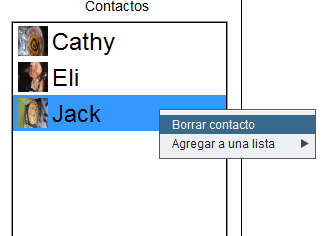 Contactos
Cathy
Eli
Jack
Borrar contacto
Agregar a una lista